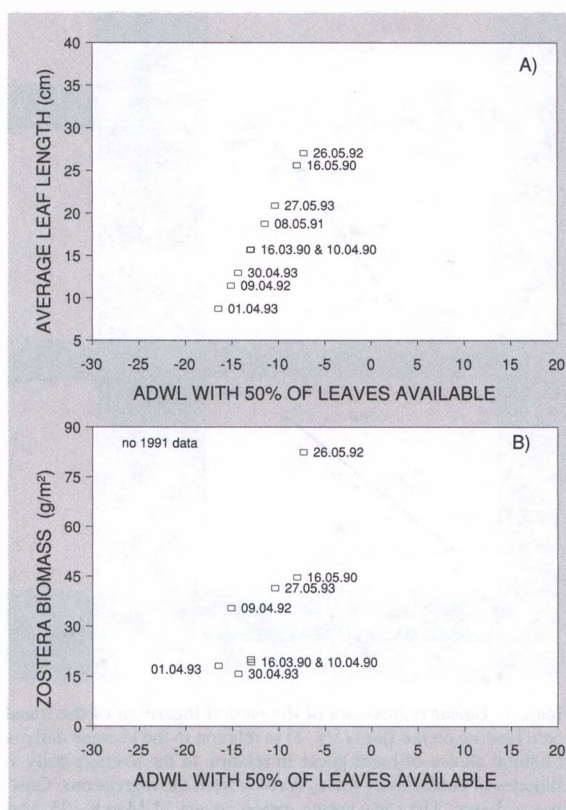 A)
40
35
30
25
20
15
10
5
AVERAGE LEAF LENGTH (cm)
26.05.92
16.05.90
27.05.93
08.05.91
16.03.90 & 10.04.90
30.04.93
09.04.92
01.04.93
-30 -25 -20 -15 -10 -5 0 5 10 15 20
ADWL WITH 50% OF LEAVES AVAILABLE
B)
no 1991 data
90
75
60
45
30
15
0
ZOSTERA BIOMASS (g/m²)
26.05.92
16.05.90
27.05.93
09.04.92
16.03.90 & 10.04.90
01.04.93
30.04.93
-30 -25 -20 -15 -10 -5 0 5 10 15 20
ADWL WITH 50% OF LEAVES AVAILABLE